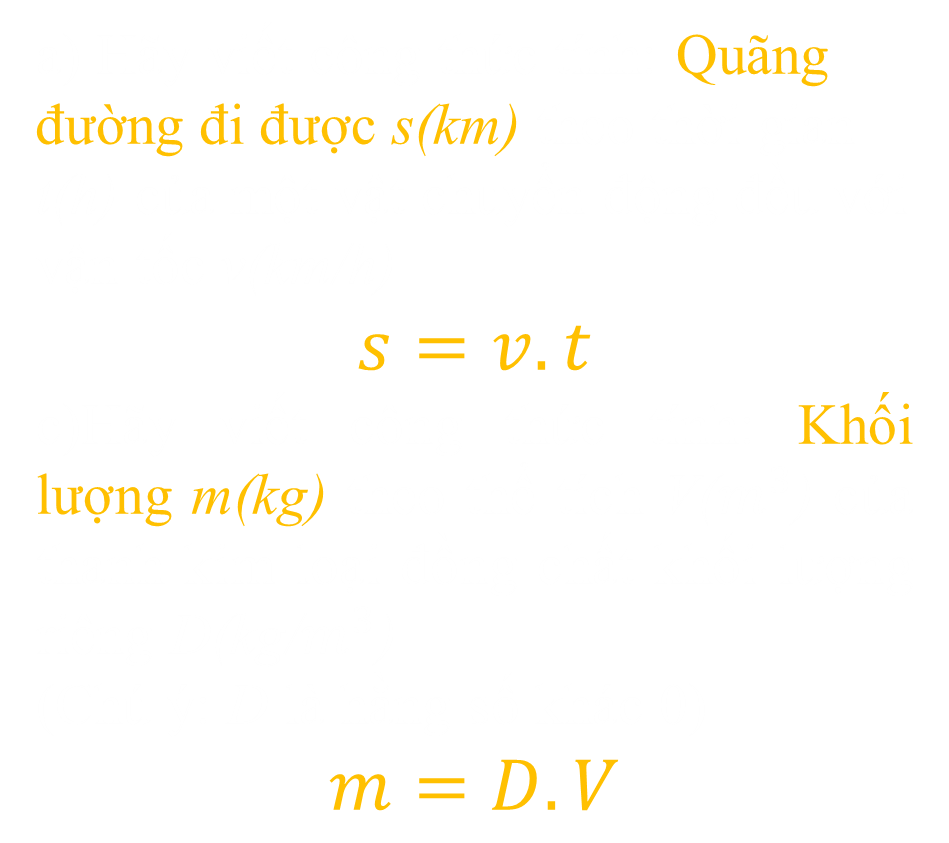 Quãng
đường đi được s(km)
s = v. t
Khối
lượng m(kg)
m = D. V